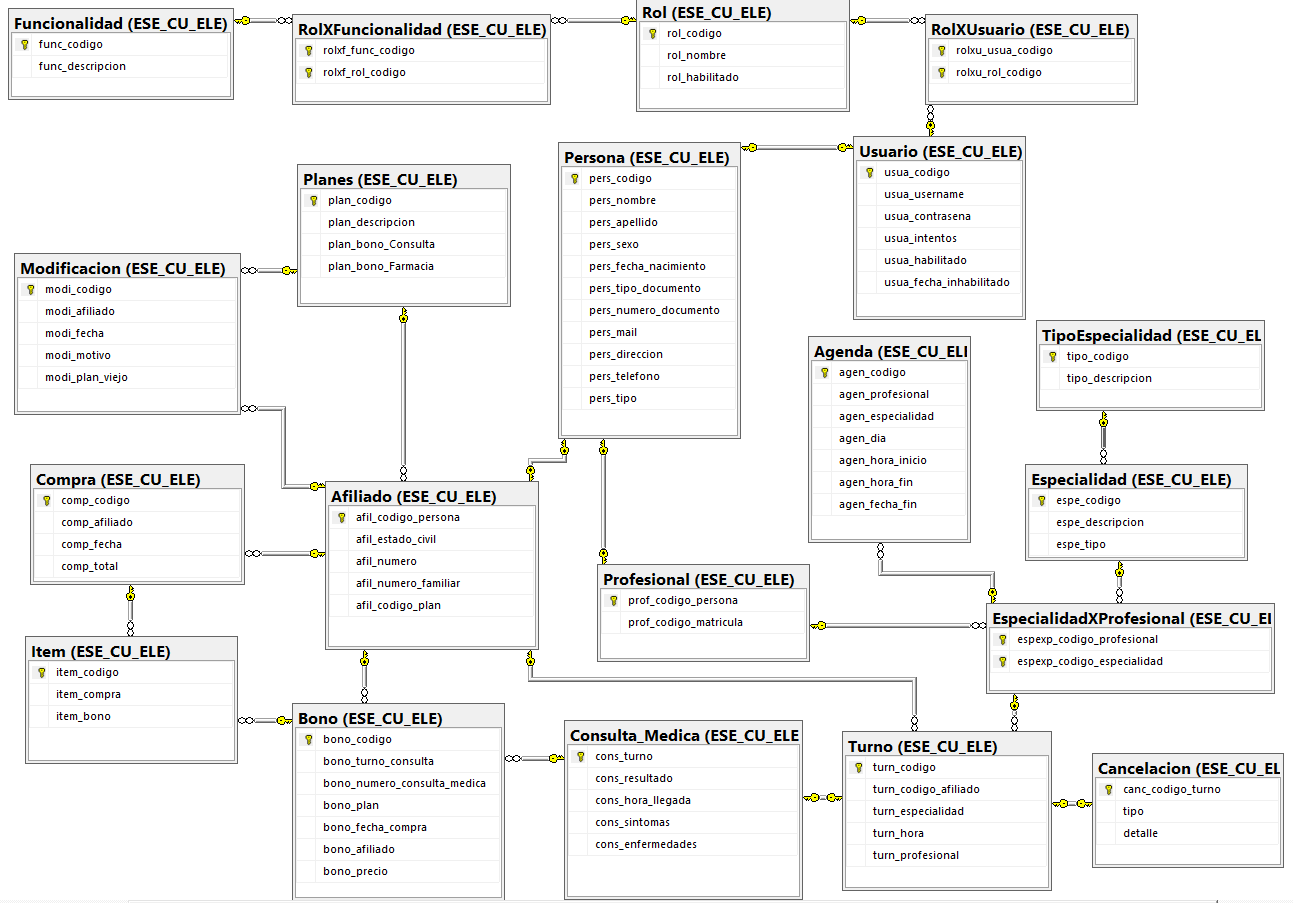 Funcionalidad (ESE_CU_ELE)
func_codigo
func_descripcion
RolXFuncionalidad (ESE_CU_ELE)
rolxf_func_codigo
rolxf_rol_codigo
Rol (ESE_CU_ELE)
rol_codigo
rol_nombre
rol_habilitado
RolXUsuario (ESE_CU_ELE)
rolxu_usua_codigo
rolxu_rol_codigo
Persona (ESE_CU_ELE)
pers_codigo
pers_nombre
pers_apellido
pers_sexo
pers_fecha_nacimiento
pers_tipo_documento
pers_numero_documento
pers_mail
pers_direccion
pers_telefono
pers_tipo
Usuario (ESE_CU_ELE)
usua_codigo
usua_username
usua_contrasena
usua_intentos
usua_habilitado
usua_fecha_inhabilitado
Planes (ESE_CU_ELE)
plan_codigo
plan_descripcion
plan_bono_Consulta
plan_bono_Farmacia
Modificacion (ESE_CU_ELE)
modi_codigo
modi_afiliado
modi_fecha
modi_motivo
modi_plan_viejo
Agenda (ESE_CU_ELI
agen_codigo
agen_profesional
agen_especialidad
agen_dia
agen_hora_inicio
agen_hora_fin
agen_fecha_fin
TipoEspecialidad (ESE_CU_EL
tipo_codigo
tipo_descripcion
Compra (ESE_CU_ELE)
comp_codigo
comp_afiliado
comp_fecha
comp_total
Afiliado (ESE_CU_ELE)
afil_codigo_persona
afil_estado_civil
afil_numero
afil_numero_familiar
afil_codigo_plan
Especialidad (ESE_CU_ELE)
espe_codigo
espe_descripcion
espe_tipo
Profesional (ESE_CU_ELE)
prof_codigo_persona
prof_codigo_matricula
EspecialidadXProfesional (ESE_CU_EI
espexp_codigo_profesional
espexp_codigo_especialidad
Item (ESE_CU_ELE)
item_codigo
item_compra
item_bono
Bono (ESE_CU_ELE)
bono_codigo
bono_turno_consulta
bono_numero_consulta_medica
bono_plan
bono_fecha_compra
bono_afiliado
bono_precio
Consulta_Medica (ESE_CU_ELE
cons_turno
cons_resultado
cons_hora_llegada
cons_sintomas
cons_enfermedades
Turno (ESE_CU_ELE)
turn_codigo
turn_codigo_afiliado
turn_especialidad
turn_hora
turn_profesional
Cancelacion (ESE_CU_EL
canc_codigo_turno
tipo
detalle